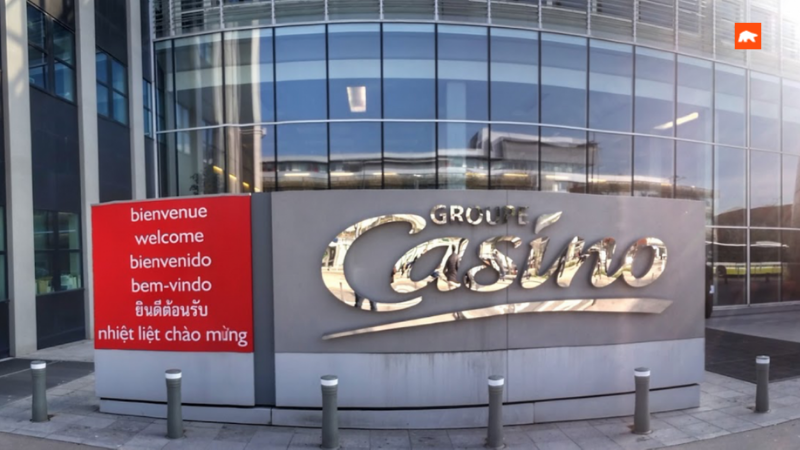 bienvenue
welcome
bienvenido
bem-vindo
ยินดีต้อนรับ
nhiệt liệt chào mừng
GROUPE
Casino